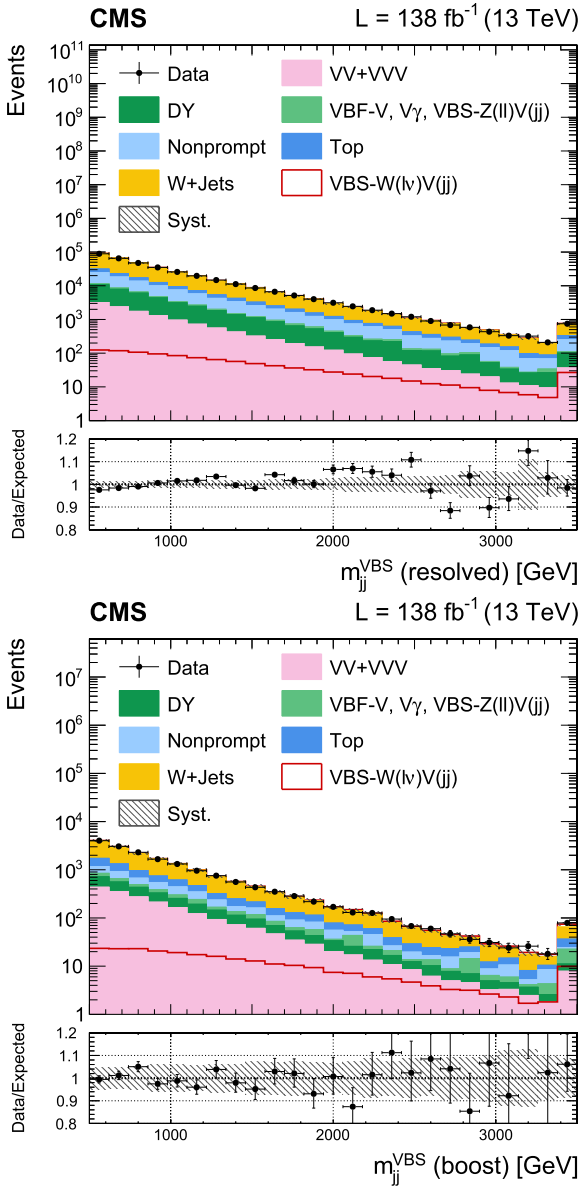 CMS L = 138 fb⁻¹ (13 TeV)
Events
10¹¹
10¹⁰
10⁹
10⁸
10⁷
10⁶
10⁵
10⁴
10³
10²
10
1
Data
VV+VVV
DY
VBF-V, Vγ, VBS-Z(ll)V(jj)
Nonprompt
Top
W+Jets
VBS-W(lν)V(jj)
Syst.
Data/Expected
1.2
1.1
1
0.9
0.8
1000 2000 3000
m_jj^VBS (resolved) [GeV]
CMS L = 138 fb⁻¹ (13 TeV)
Events
10⁷
10⁶
10⁵
10⁴
10³
10²
10
1
Data
VV+VVV
DY
VBF-V, Vγ, VBS-Z(ll)V(jj)
Nonprompt
Top
W+Jets
VBS-W(lν)V(jj)
Syst.
Data/Expected
1.2
1.1
1
0.9
0.8
1000 2000 3000
m_jj^VBS (boost) [GeV]